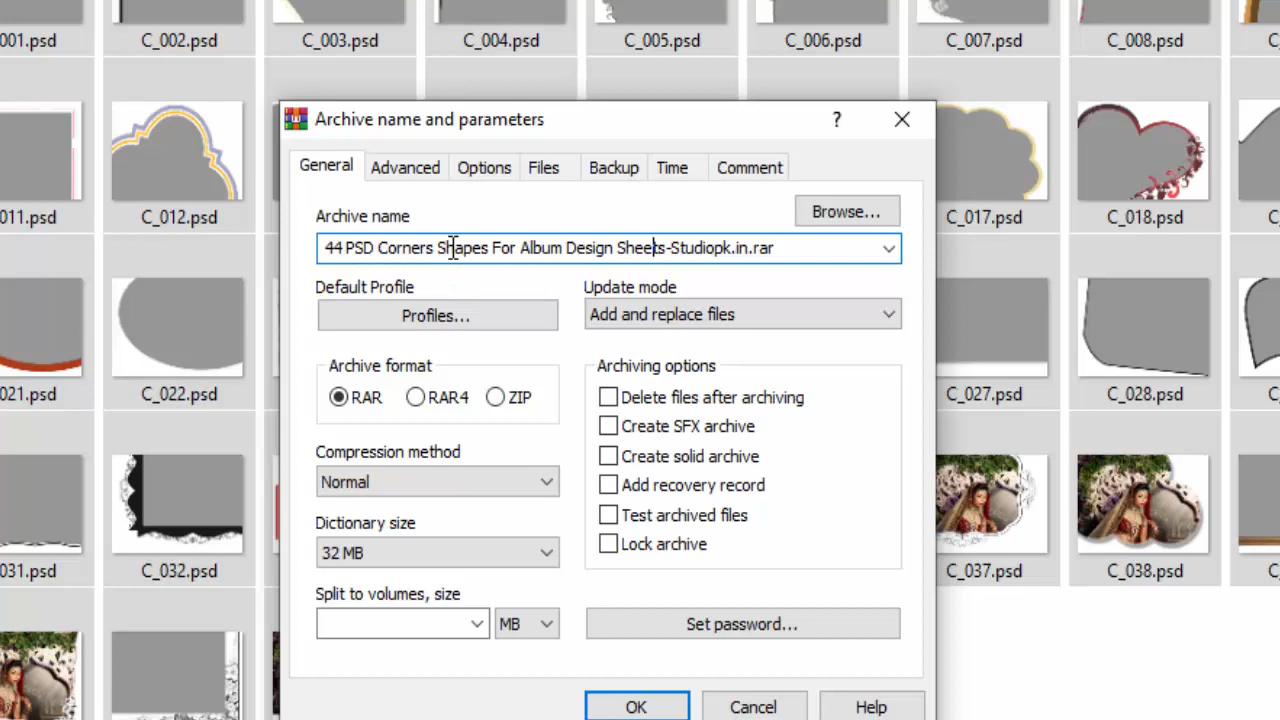 001.psd C_002.psd C_003.psd C_004.psd C_005.psd C_006.psd C_007.psd C_008.psd
Archive name and parameters ?
General Advanced Options Files Backup Time Comment
Archive name Browse...
44 PSD Corners Shapes For Album Design Sheets-Studiopk.in.rar
Default Profile Update mode
Profiles... Add and replace files
Archive format Archiving options
RAR RAR4 ZIP Delete files after archiving
Create SFX archive
Compression method Create solid archive
Normal Add recovery record
Dictionary size Test archived files
32 MB Lock archive
Split to volumes, size
MB Set password...
OK Cancel Help
011.psd C_012.psd C_017.psd C_018.psd
021.psd C_022.psd C_027.psd C_028.psd
031.psd C_032.psd C_037.psd C_038.psd